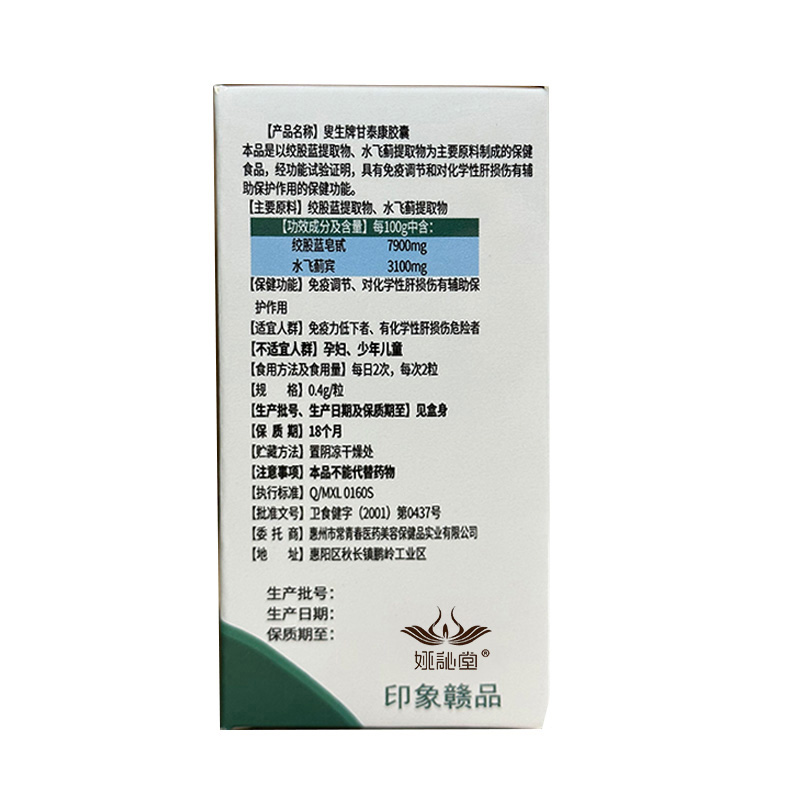 【产品名称】叟生牌甘泰康胶囊
本品是以绞股蓝提取物、水飞蓟提取物为主要原料制成的保健
食品，经功能试验证明，具有免疫调节和对化学性肝损伤有辅
助保护作用的保健功能。
【主要原料】绞股蓝提取物、水飞蓟提取物
【功效成分及含量】每100g中含：
绞股蓝皂甙 7900mg
水飞蓟宾 3100mg
【保健功能】免疫调节、对化学性肝损伤有辅助保
护作用
【适宜人群】免疫力低下者、有化学性肝损伤危险者
【不适宜人群】孕妇、少年儿童
【食用方法及食用量】每日2次，每次2粒
【规 格】0.4g/粒
【生产批号、生产日期及保质期至】见盒身
【保 质 期】18个月
【贮藏方法】置阴凉干燥处
【注意事项】本品不能代替药物
【执行标准】Q/MXL 0160S
【批准文号】卫食健字（2001）第0437号
【委 托 商】惠州市常青春医药美容保健品实业有限公司
【地 址】惠阳区秋长镇鹏岭工业区
生产批号：
生产日期：
保质期至：
姚訫堂®
印象赣品